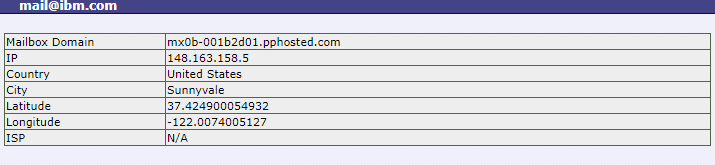 mail@ibm.com
Mailbox Domain mx0b-001b2d01.pphosted.com
IP 148.163.158.5
Country United States
City Sunnyvale
Latitude 37.424900054932
Longitude -122.0074005127
ISP N/A